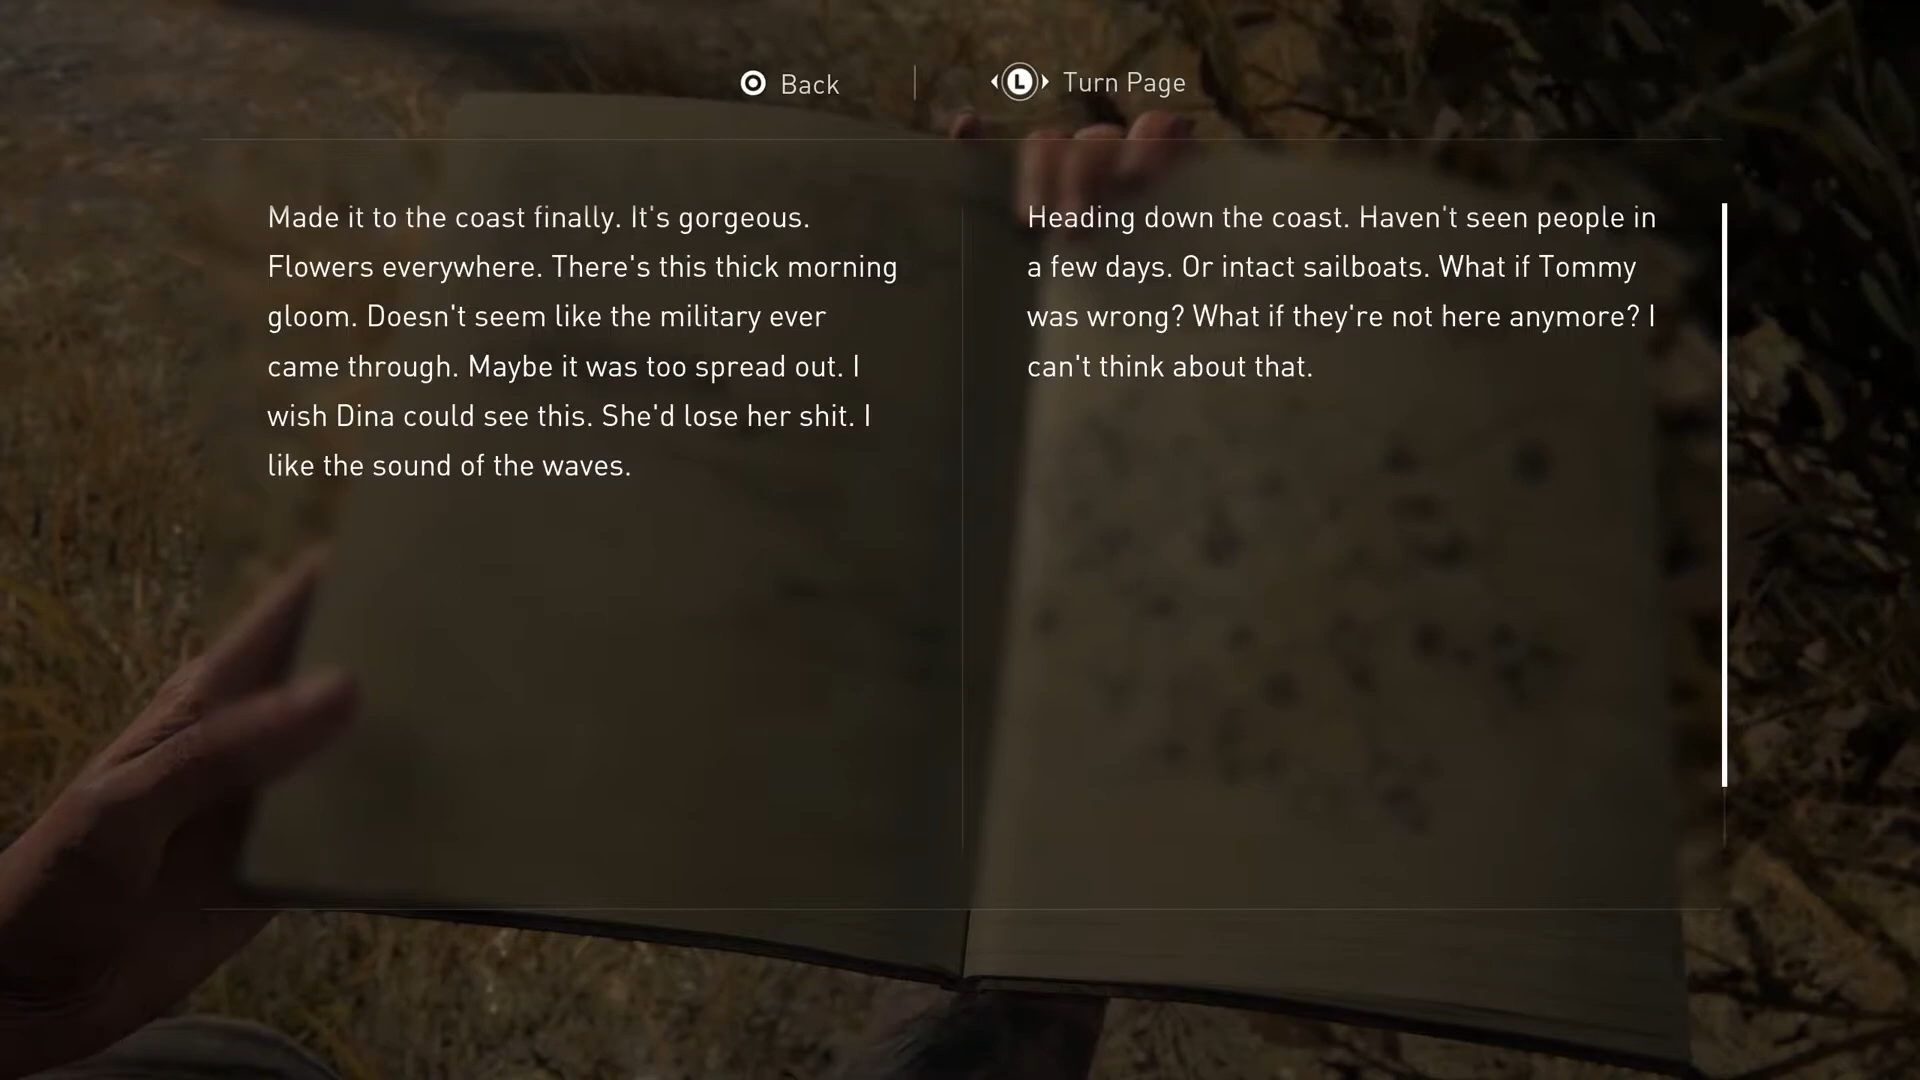 Back
L Turn Page
Made it to the coast finally. It's gorgeous.
Flowers everywhere. There's this thick morning
gloom. Doesn't seem like the military ever
came through. Maybe it was too spread out. I
wish Dina could see this. She'd lose her shit. I
like the sound of the waves.
Heading down the coast. Haven't seen people in
a few days. Or intact sailboats. What if Tommy
was wrong? What if they're not here anymore? I
can't think about that.